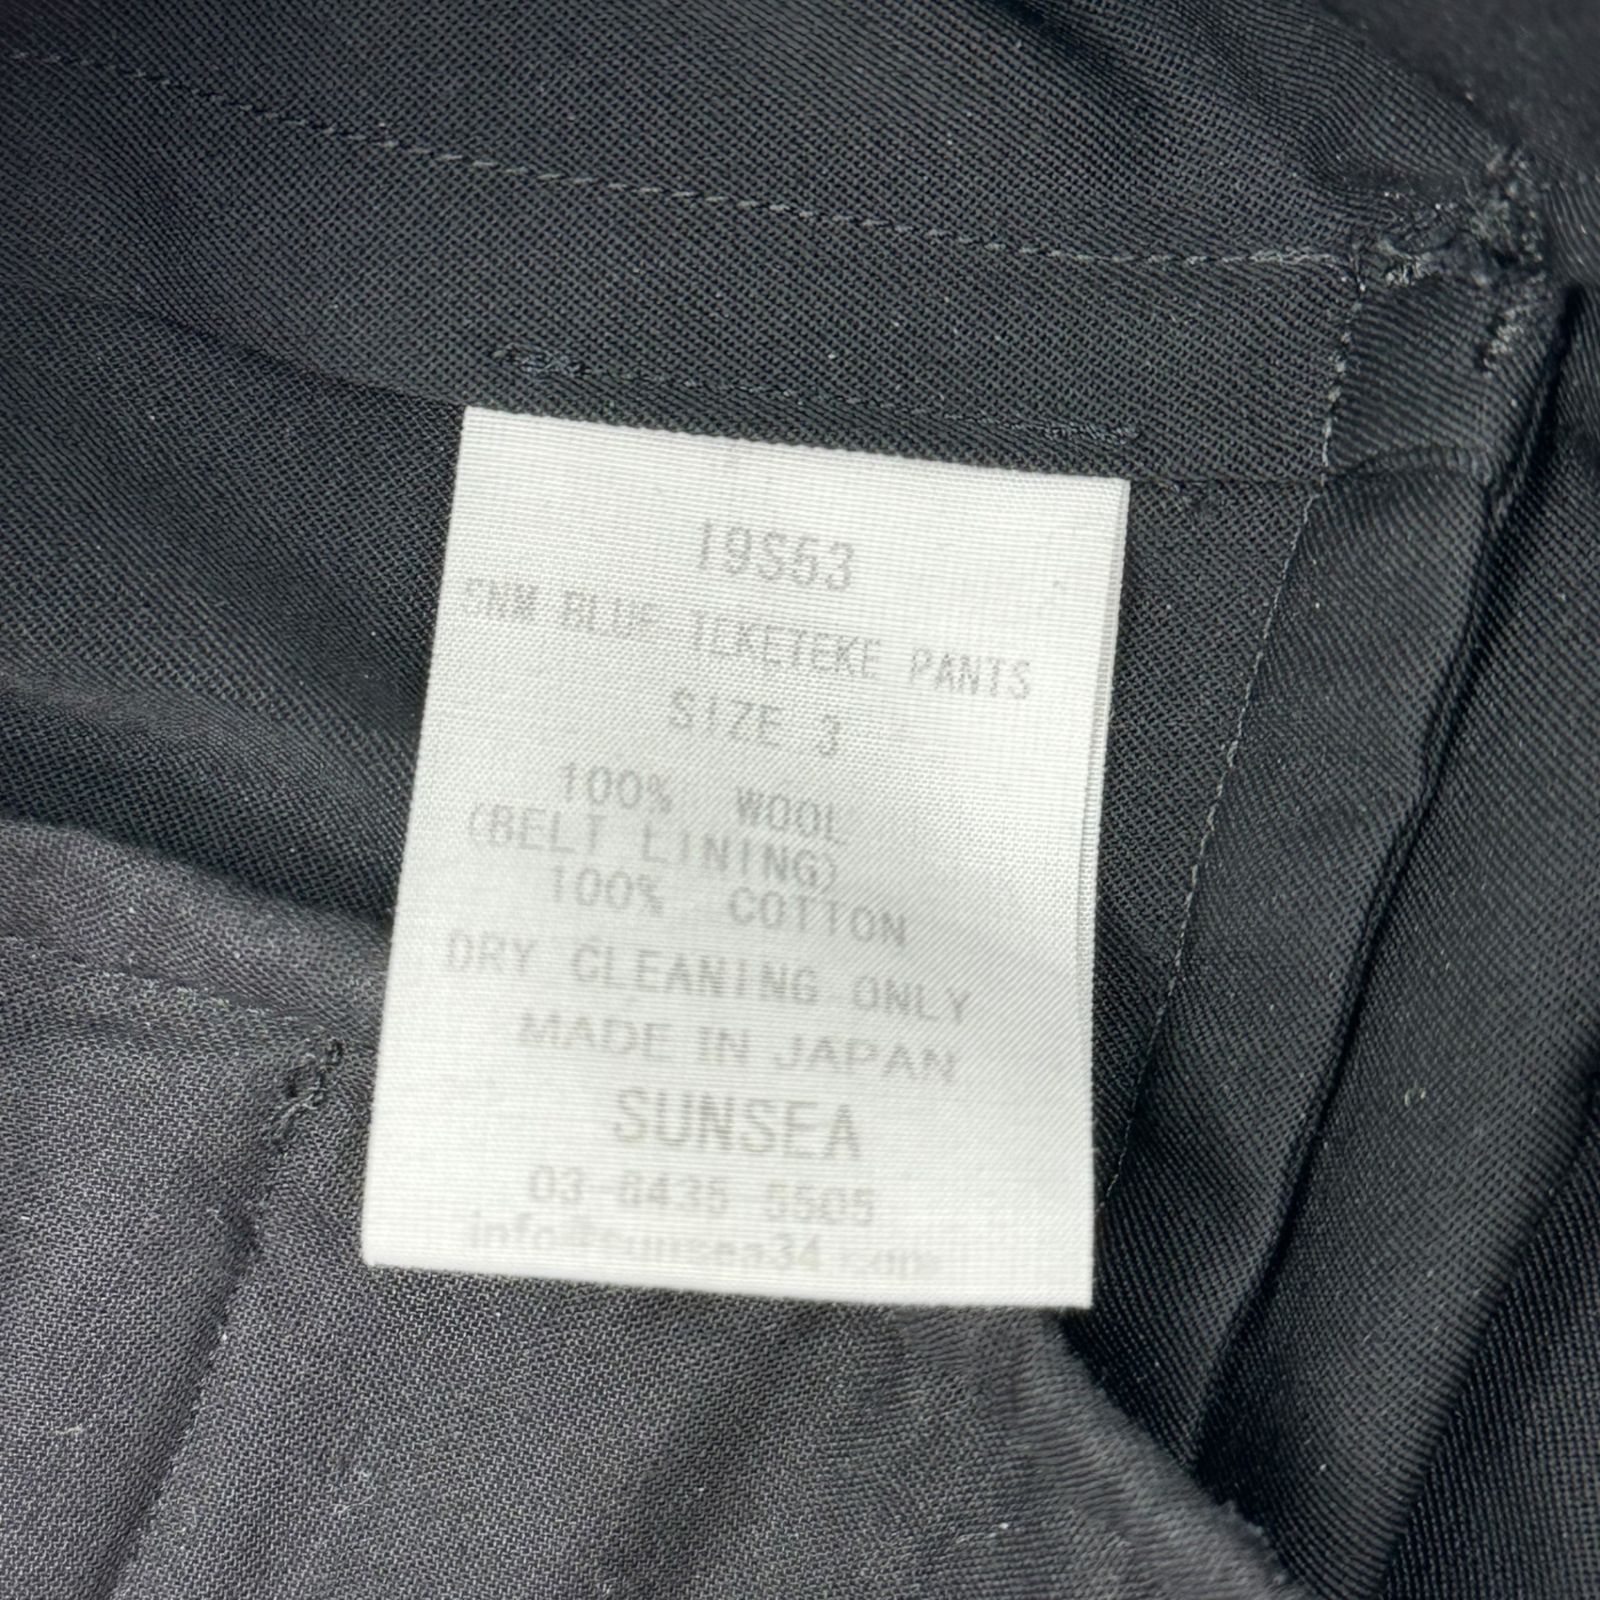 19S53
SNM BLUE TEKETEKE PANTS
SIZE 3
100% WOOL
(BELT LINING)
100% COTTON
DRY CLEANING ONLY
MADE IN JAPAN
SUNSEA
03-6435 5505